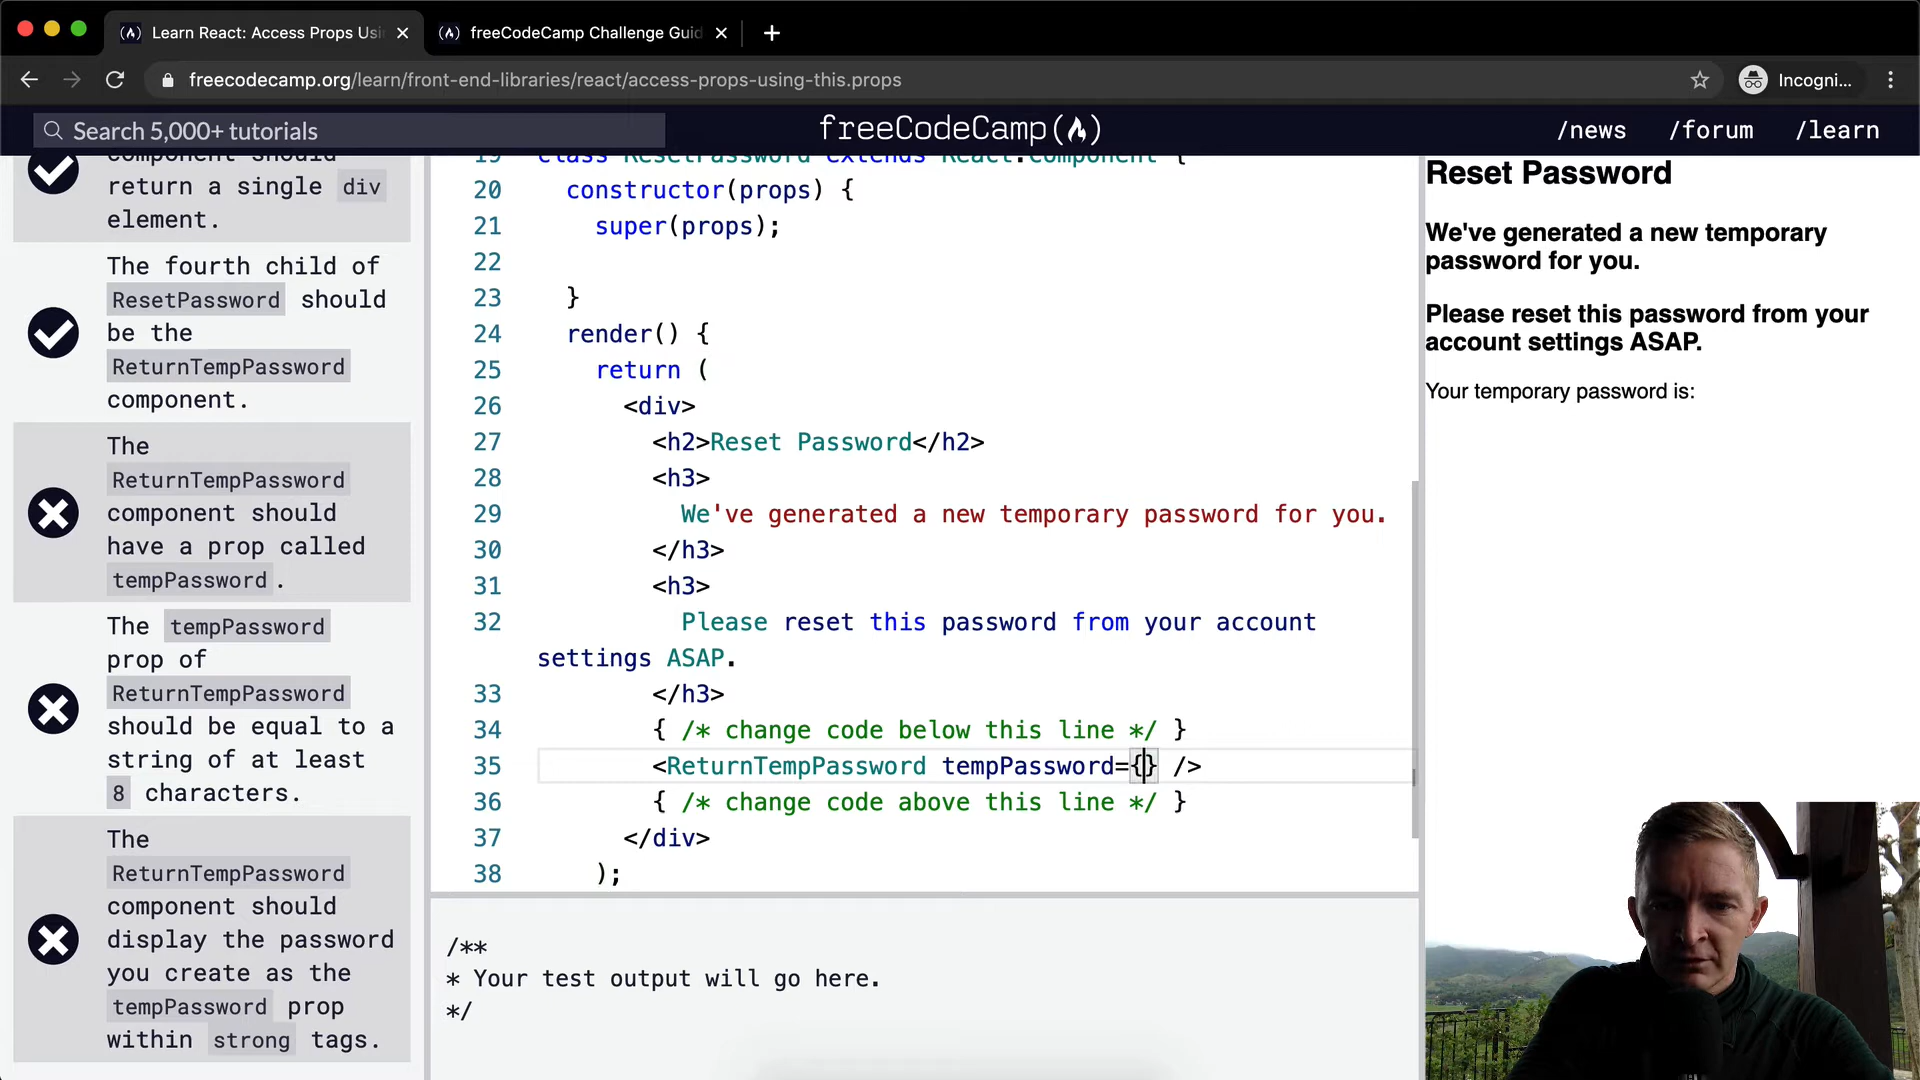 Learn React: Access Props Usi
freeCodeCamp Challenge Guid
freecodecamp.org/learn/front-end-libraries/react/access-props-using-this.props
Incogni...
Search 5,000+ tutorials
freeCodeCamp
/news /forum /learn
component should
return a single div
element.
The fourth child of
ResetPassword should
be the
ReturnTempPassword
component.
The
ReturnTempPassword
component should
have a prop called
tempPassword.
The tempPassword
prop of
ReturnTempPassword
should be equal to a
string of at least
8 characters.
The
ReturnTempPassword
component should
display the password
you create as the
tempPassword prop
within strong tags.
19 class ResetPassword extends React.Component {
20 constructor(props) {
21 super(props);
22
23 }
24 render() {
25 return (
26 <div>
27 <h2>Reset Password</h2>
28 <h3>
29 We've generated a new temporary password for you.
30 </h3>
31 <h3>
32 Please reset this password from your account
settings ASAP.
33 </h3>
34 { /* change code below this line */ }
35 <ReturnTempPassword tempPassword={} />
36 { /* change code above this line */ }
37 </div>
38 );
/**
* Your test output will go here.
*/
Reset Password
We've generated a new temporary
password for you.
Please reset this password from your
account settings ASAP.
Your temporary password is: